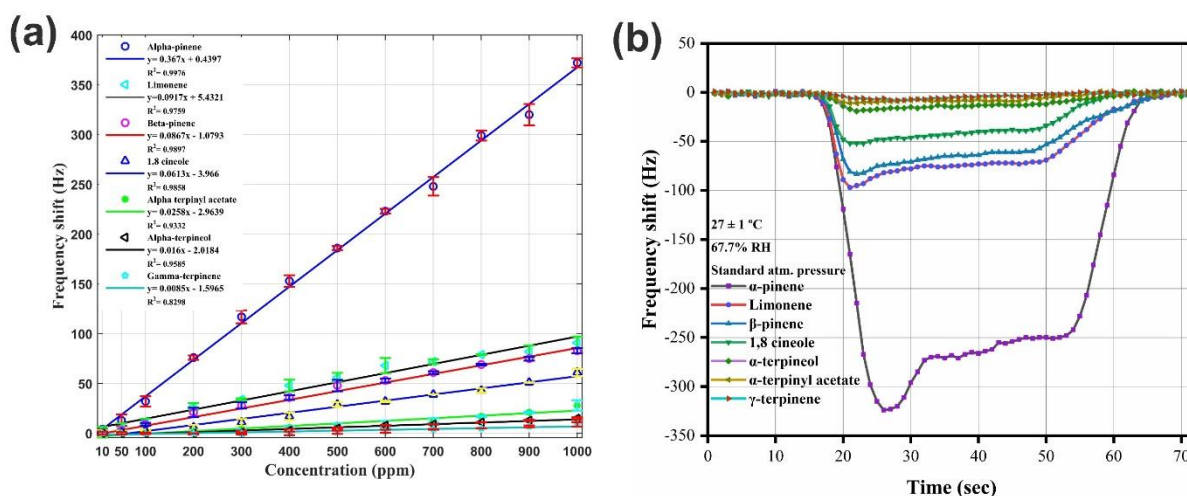 (a)
Frequency shift (Hz)
400
350
300
250
200
150
100
50
0
Alpha-pinene
y= 0.367x + 0.4397
R²= 0.9976
Limonene
y=0.0917x + 5.4321
R²= 0.9759
Beta-pinene
y= 0.0867x - 1.0793
R²= 0.9897
1,8 cineole
y= 0.0613x - 3.966
R²= 0.9858
Alpha terpinyl acetate
y= 0.0258x - 2.9639
R²= 0.9332
Alpha-terpineol
y= 0.016x - 2.0184
R²= 0.9585
Gamma-terpinene
y= 0.0085x - 1.5965
R²= 0.8298
10 50 100 200 300 400 500 600 700 800 900 1000
Concentration (ppm)
(b)
Frequency shift (Hz)
50
0
-50
-100
-150
-200
-250
-300
-350
27 ± 1 °C
67.7% RH
Standard atm. pressure
α-pinene
Limonene
β-pinene
1,8 cineole
α-terpineol
α-terpinyl acetate
γ-terpinene
0 10 20 30 40 50 60 70
Time (sec)